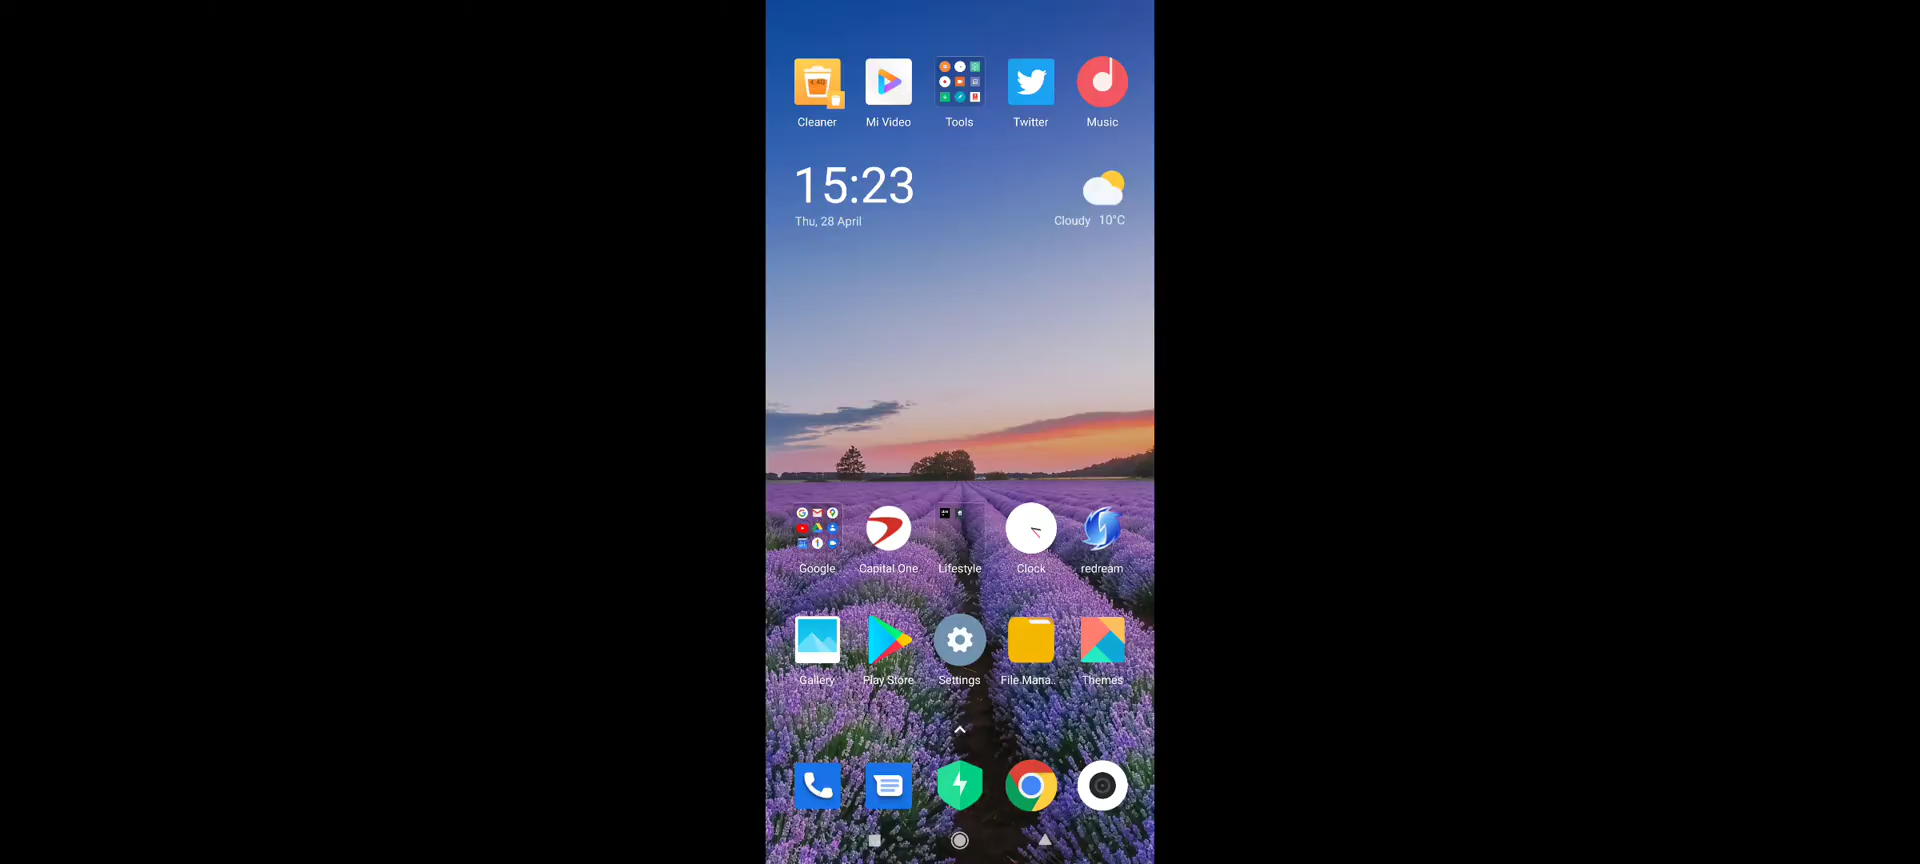 Cleaner
Mi Video
Tools
Twitter
Music
15:23
Thu, 28 April
Cloudy 10°C
Google
Capital One
Lifestyle
Clock
redream
Gallery
Play Store
Settings
File Mana..
Themes